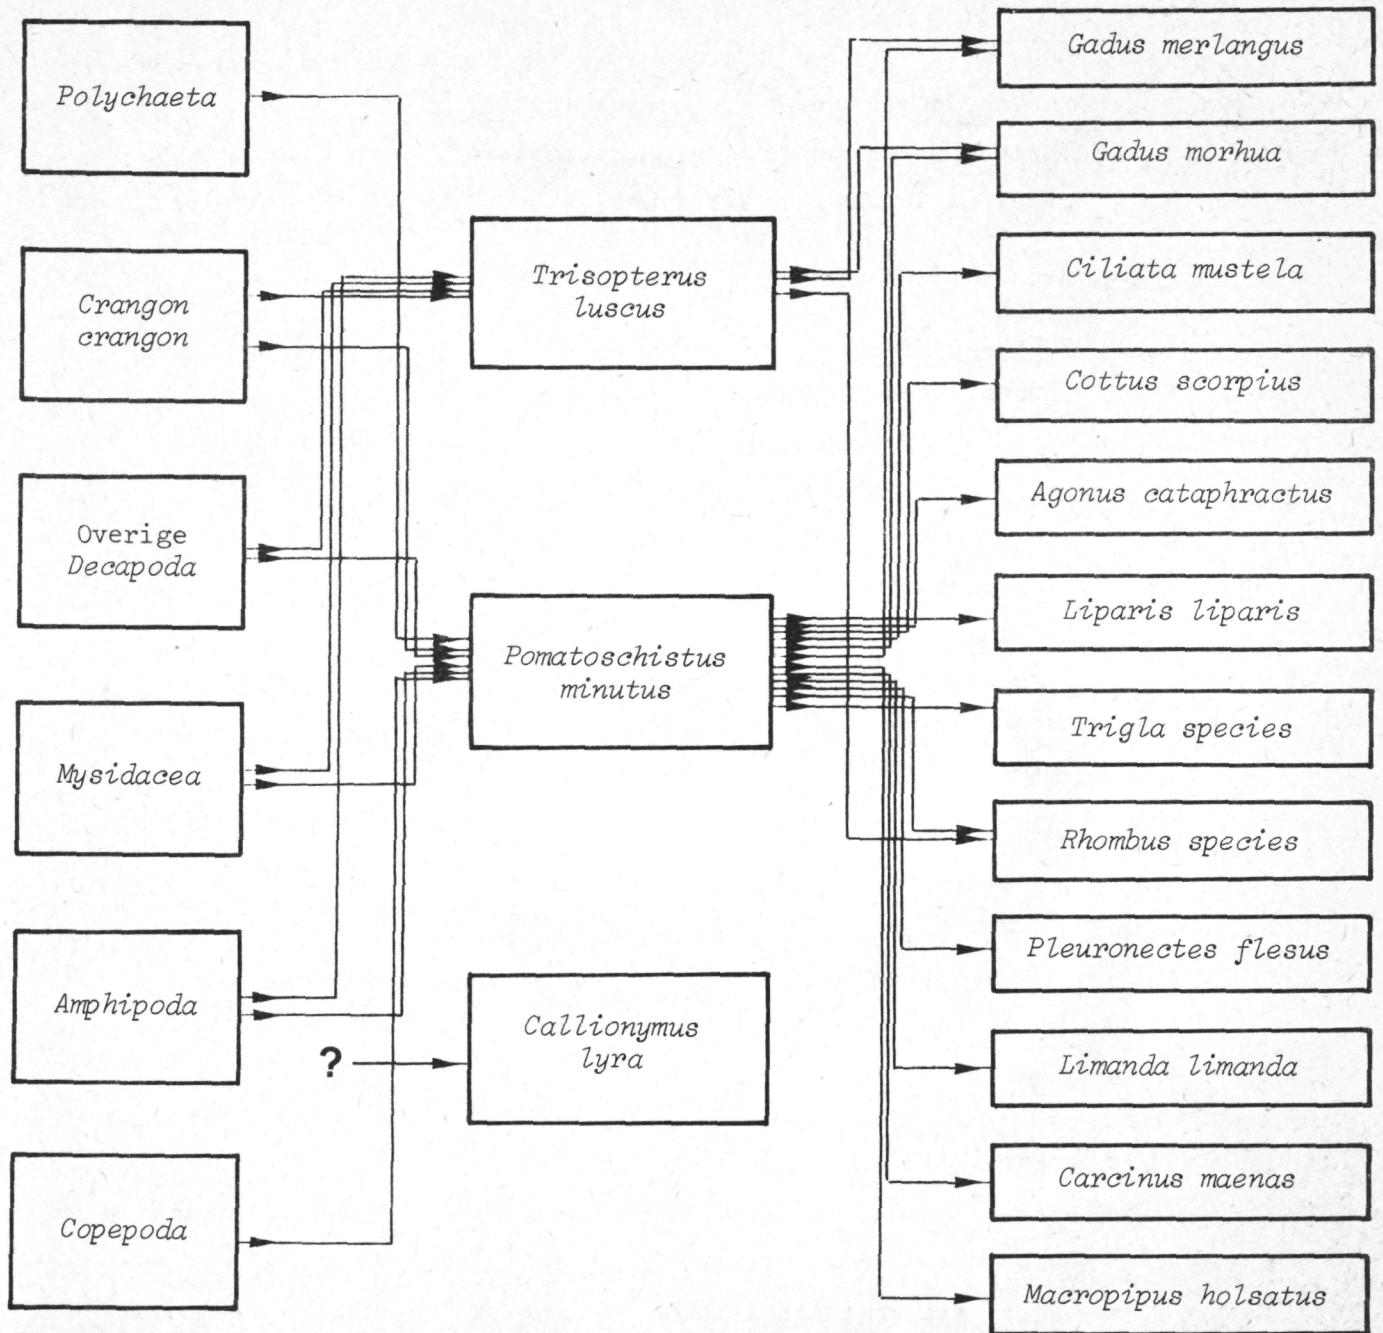 Polychaeta
Crangon
crangon
Overige
Decapoda
Mysidacea
Amphipoda
Copepoda
Trisopterus
luscus
Pomatoschistus
minutus
?
Callionymus
lyra
Gadus merlangus
Gadus morhua
Ciliata mustela
Cottus scorpius
Agonus cataphractus
Liparis liparis
Trigla species
Rhombus species
Pleuronectes flesus
Limanda limanda
Carcinus maenas
Macropipus holsatus